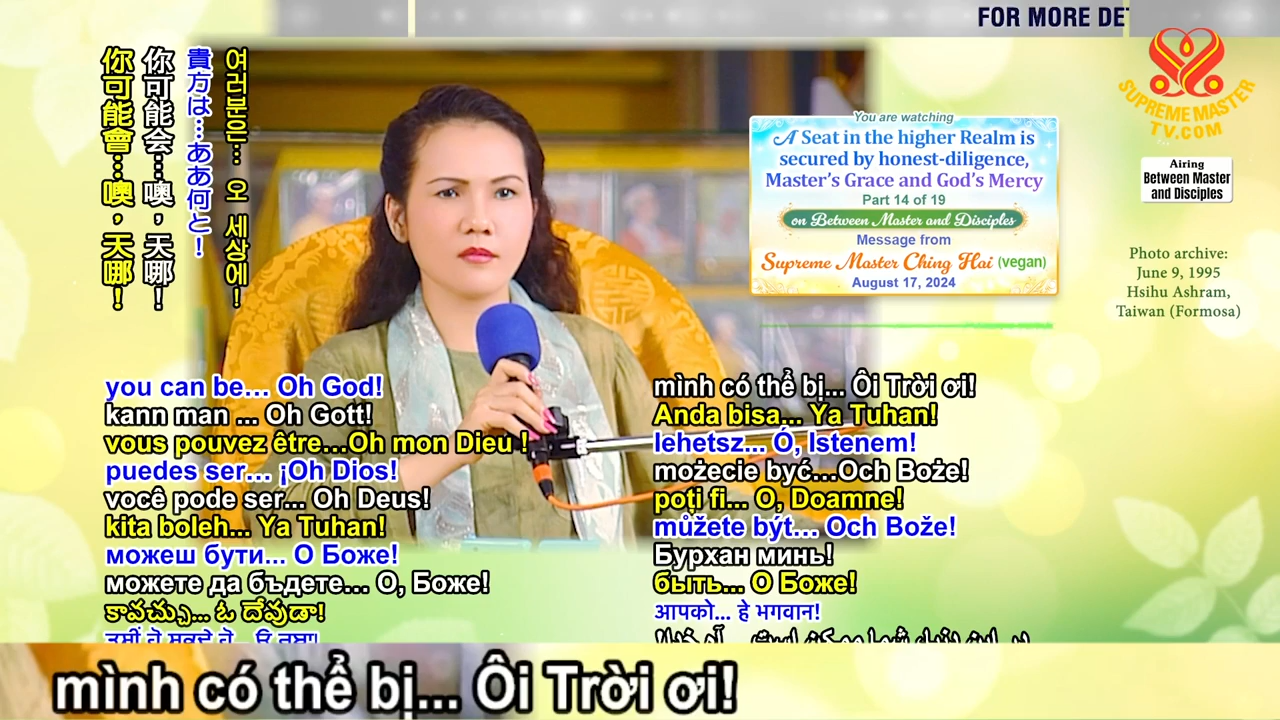 FOR MORE DE
SUPREME MASTER
TV.COM
Airing
Between Master
and Disciples
Photo archive:
June 9, 1995
Hsihu Ashram,
Taiwan (Formosa)
You are watching
A Seat in the higher Realm is
secured by honest-diligence,
Master's Grace and God's Mercy
Part 14 of 19
on Between Master and Disciples
Message from
Supreme Master Ching Hai (vegan)
August 17, 2024
여러분은... 오 세상에!
貴方は…ああ何と！
你可能会…噢，天哪！
你可能會…噢，天哪！
you can be… Oh God!
kann man ... Oh Gott!
vous pouvez être…Oh mon Dieu !
puedes ser… ¡Oh Dios!
você pode ser... Oh Deus!
kita boleh... Ya Tuhan!
можеш бути... О Боже!
можете да бъдете… О, Боже!
కావచ్చు... ఓ దేవుడా!
mình có thể bị... Ôi Trời ơi!
Anda bisa... Ya Tuhan!
lehetsz... Ó, Istenem!
możecie być…Och Boże!
poți fi... O, Doamne!
můžete být… Och Bože!
Бурхан минь!
быть... О Боже!
आपको... हे भगवान!
mình có thể bị... Ôi Trời ơi!